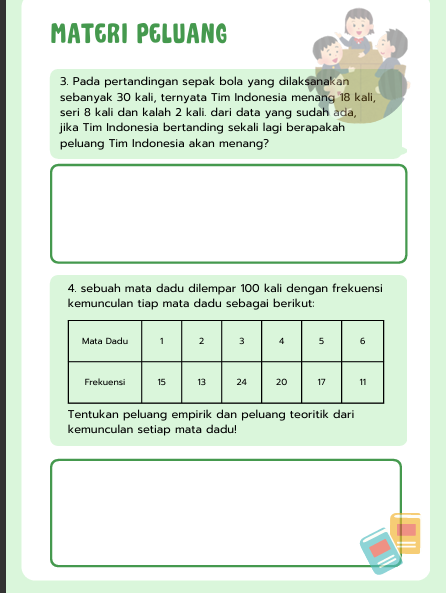 MATERI PELUANG
3. Pada pertandingan sepak bola yang dilaksanakan
sebanyak 30 kali, ternyata Tim Indonesia menang 18 kali,
seri 8 kali dan kalah 2 kali. dari data yang sudah ada,
jika Tim Indonesia bertanding sekali lagi berapakah
peluang Tim Indonesia akan menang?
4. sebuah mata dadu dilempar 100 kali dengan frekuensi
kemunculan tiap mata dadu sebagai berikut:
Mata Dadu 1 2 3 4 5 6
Frekuensi 15 13 24 20 17 11
Tentukan peluang empirik dan peluang teoritik dari
kemunculan setiap mata dadu!